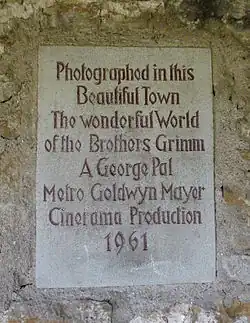 Photographed in this
Beautiful Town
The wonderful World
of the Brothers Grimm
A George Pal
Metro Goldwyn Mayer
Cinerama Production
1961